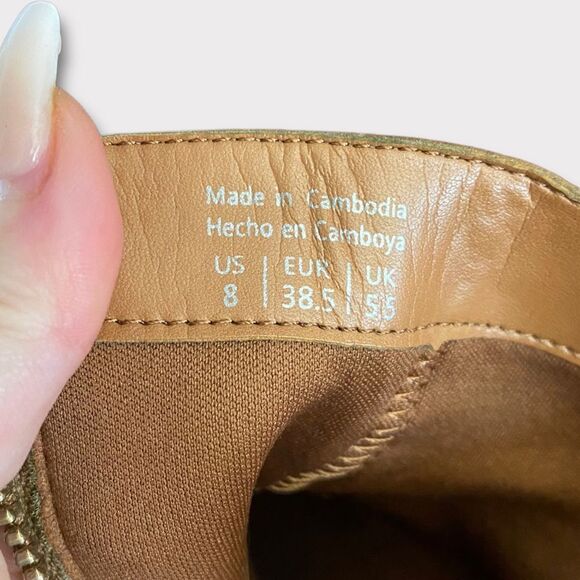 Made in Cambodia
Hecho en Camboya
US | EUR | UK
8 | 38.5 | 5.5